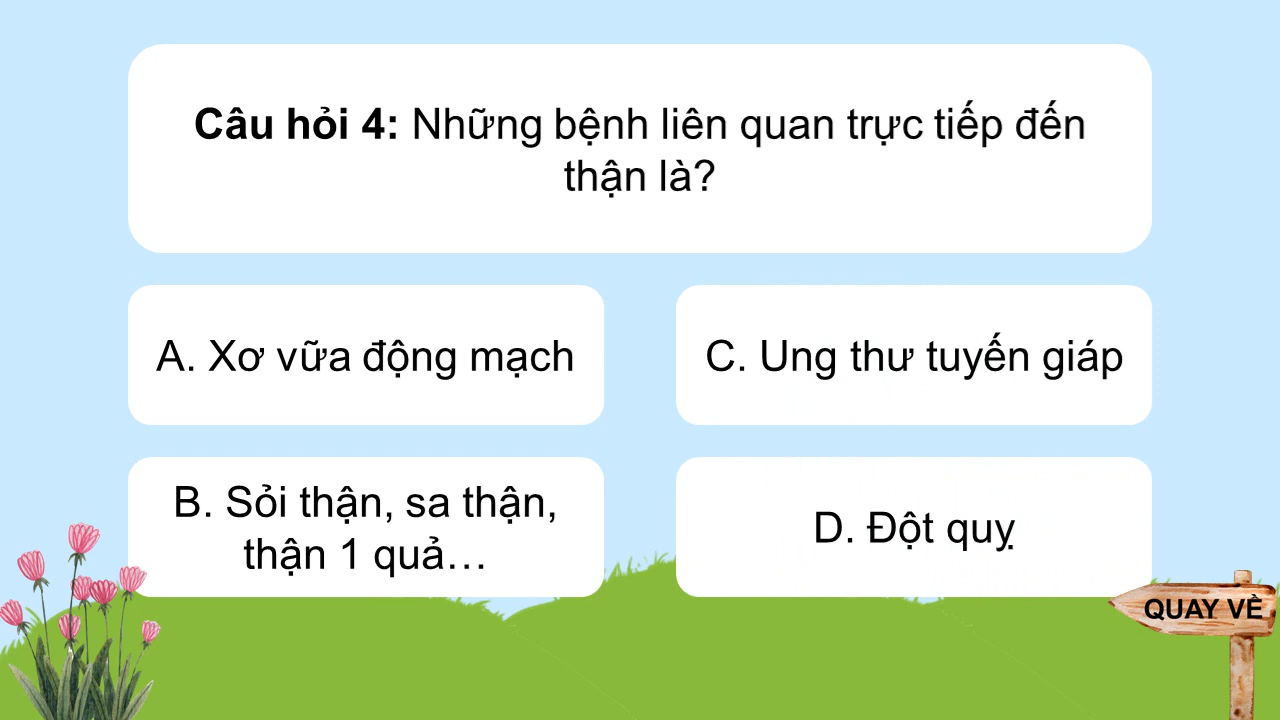 Câu hỏi 4: Những bệnh liên quan trực tiếp đến
thận là?
A. Xơ vữa động mạch
C. Ung thư tuyến giáp
B. Sỏi thận, sa thận,
thận 1 quả…
D. Đột quỵ
QUAY VỀ